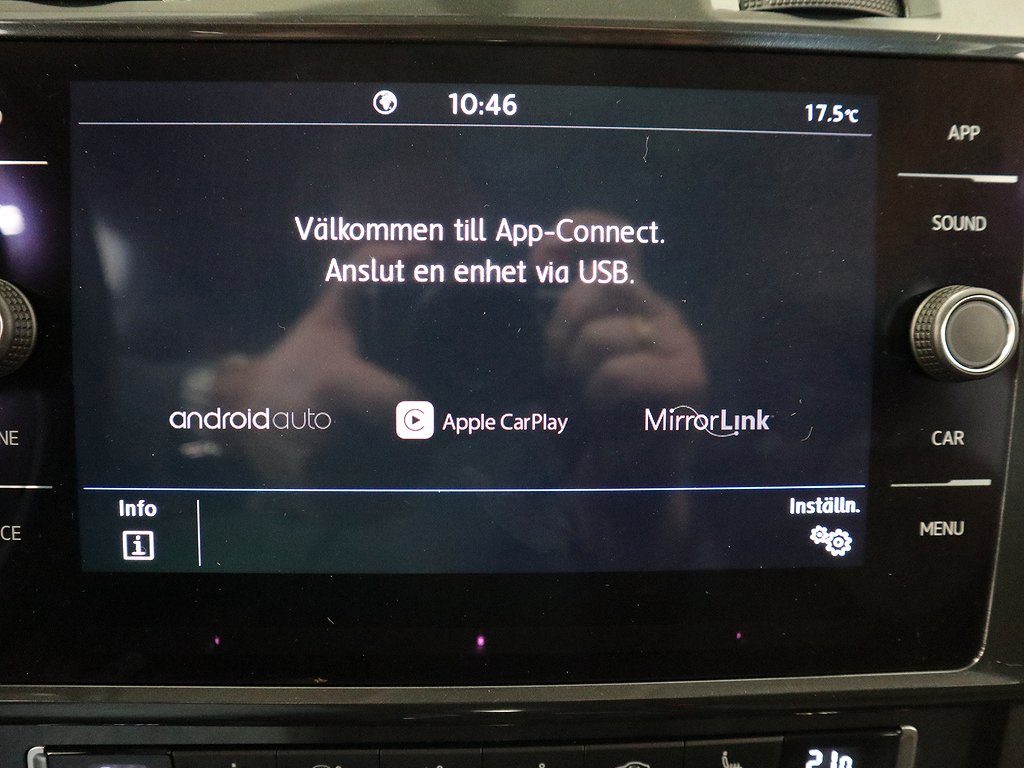 10:46
17.5°C
APP
SOUND
Välkommen till App-Connect.
Anslut en enhet via USB.
androidauto
Apple CarPlay
MirrorLink
CAR
Info
i
Inställn.
MENU